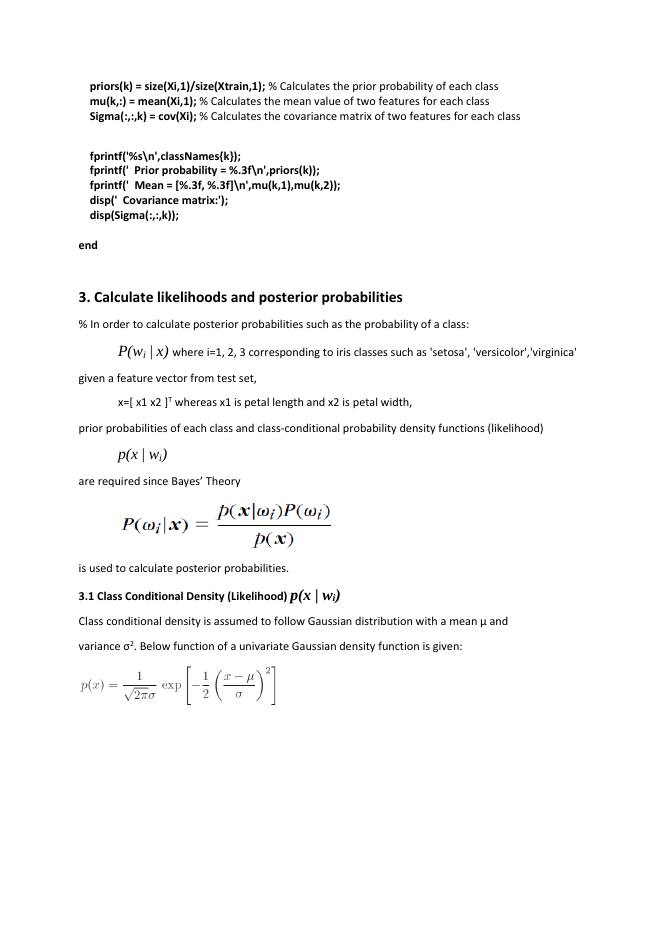 priors(k) = size(Xi,1)/size(Xtrain,1); % Calculates the prior probability of each class
mu(k,:) = mean(Xi,1); % Calculates the mean value of two features for each class
Sigma(:,:,k) = cov(Xi); % Calculates the covariance matrix of two features for each class
fprintf('%s\n',classNames{k});
fprintf('  Prior probability = %.3f\n',priors(k));
fprintf('  Mean = [%.3f, %.3f]\n',mu(k,1),mu(k,2));
disp('  Covariance matrix:');
disp(Sigma(:,:,k));
end
3. Calculate likelihoods and posterior probabilities
% In order to calculate posterior probabilities such as the probability of a class:
P(wᵢ | x) where i=1, 2, 3 corresponding to iris classes such as 'setosa', 'versicolor','virginica'
given a feature vector from test set,
x=[ x1 x2 ]ᵀ whereas x1 is petal length and x2 is petal width,
prior probabilities of each class and class-conditional probability density functions (likelihood)
p(x | wᵢ)
are required since Bayes’ Theory
P(ωᵢ|x) = p(x|ωᵢ)P(ωᵢ) / p(x)
is used to calculate posterior probabilities.
3.1 Class Conditional Density (Likelihood) p(x | wᵢ)
Class conditional density is assumed to follow Gaussian distribution with a mean μ and
variance σ². Below function of a univariate Gaussian density function is given:
p(x) = 1 / (√2π σ) exp [ −1/2 ( (x − μ) / σ )² ]